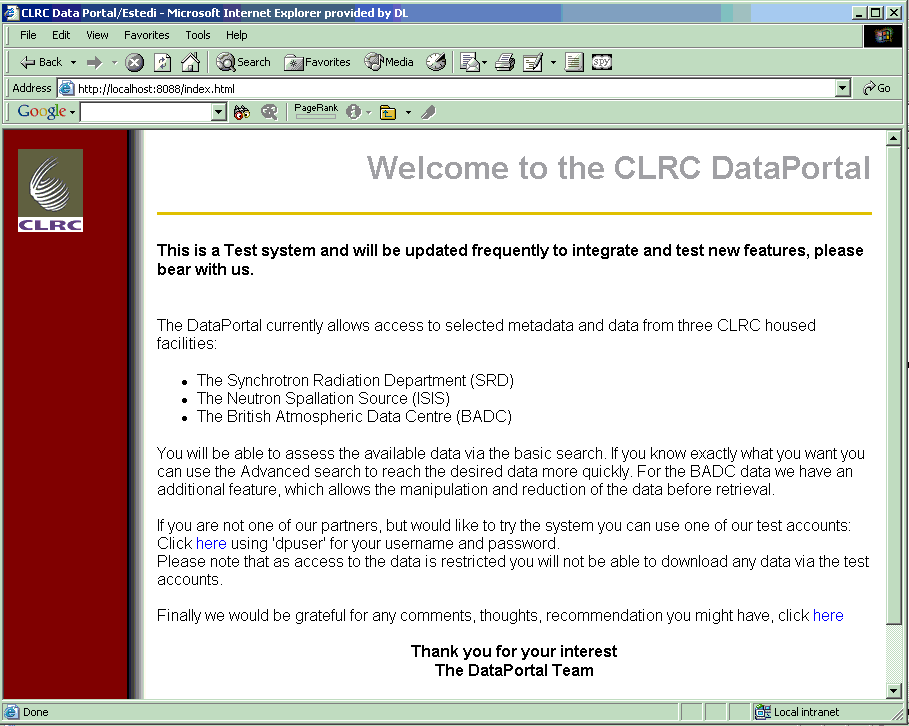 CLRC Data Portal/Estedi - Microsoft Internet Explorer provided by DL
File Edit View Favorites Tools Help
Back Search Favorites Media SPY
Address http://localhost:8088/index.html Go
Google PageRank
CLRC
Welcome to the CLRC DataPortal
This is a Test system and will be updated frequently to integrate and test new features, please
bear with us.
The DataPortal currently allows access to selected metadata and data from three CLRC housed
facilities:
The Synchrotron Radiation Department (SRD)
The Neutron Spallation Source (ISIS)
The British Atmospheric Data Centre (BADC)
You will be able to assess the available data via the basic search. If you know exactly what you want you
can use the Advanced search to reach the desired data more quickly. For the BADC data we have an
additional feature, which allows the manipulation and reduction of the data before retrieval.
If you are not one of our partners, but would like to try the system you can use one of our test accounts:
Click here using 'dpuser' for your username and password.
Please note that as access to the data is restricted you will not be able to download any data via the test
accounts.
Finally we would be grateful for any comments, thoughts, recommendation you might have, click here
Thank you for your interest
The DataPortal Team
Done Local intranet